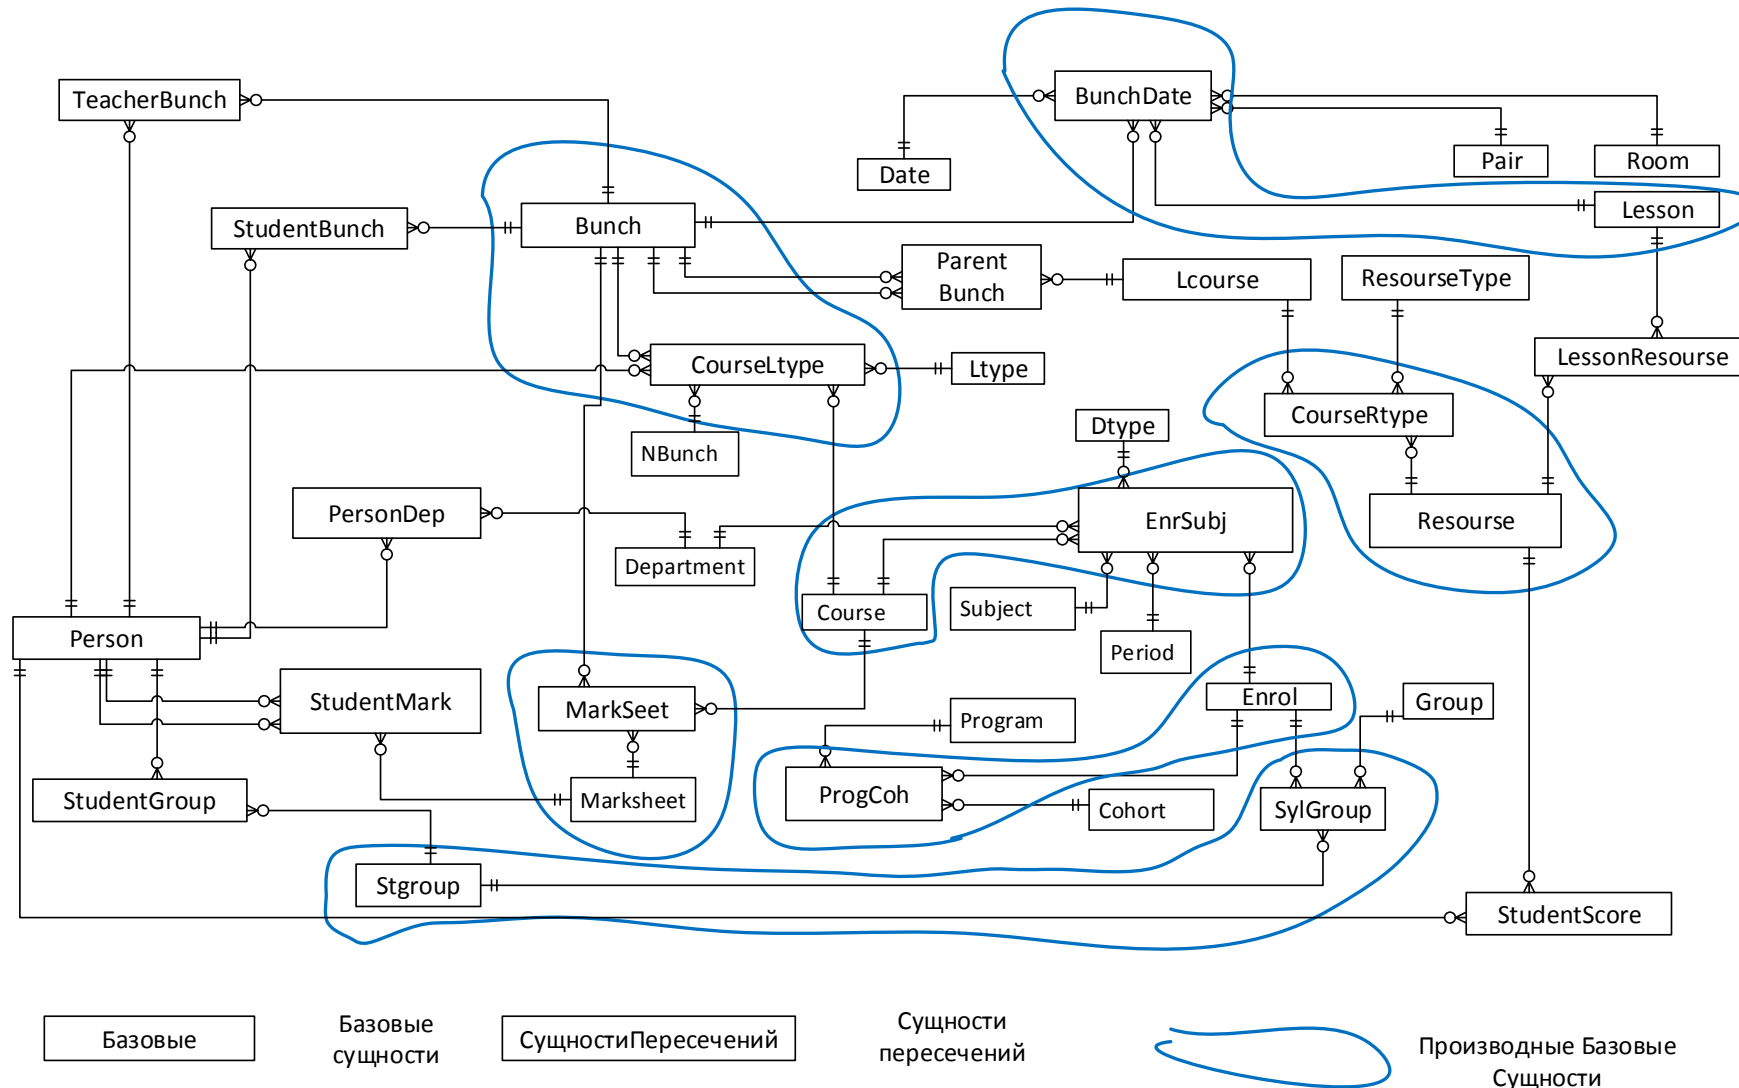 TeacherBunch
BunchDate
Date
Pair
Room
StudentBunch
Bunch
Lesson
Parent
Bunch
Lcourse
ResourseType
CourseLtype
Ltype
LessonResourse
NBunch
Dtype
CourseRtype
PersonDep
EnrSubj
Resourse
Department
Course
Subject
Person
Period
StudentMark
MarkSeet
Enrol
Group
Program
StudentGroup
Marksheet
ProgCoh
Cohort
SylGroup
Stgroup
StudentScore
Базовые
Базовые
сущности
СущностиПересечений
Сущности
пересечений
Производные Базовые
Сущности